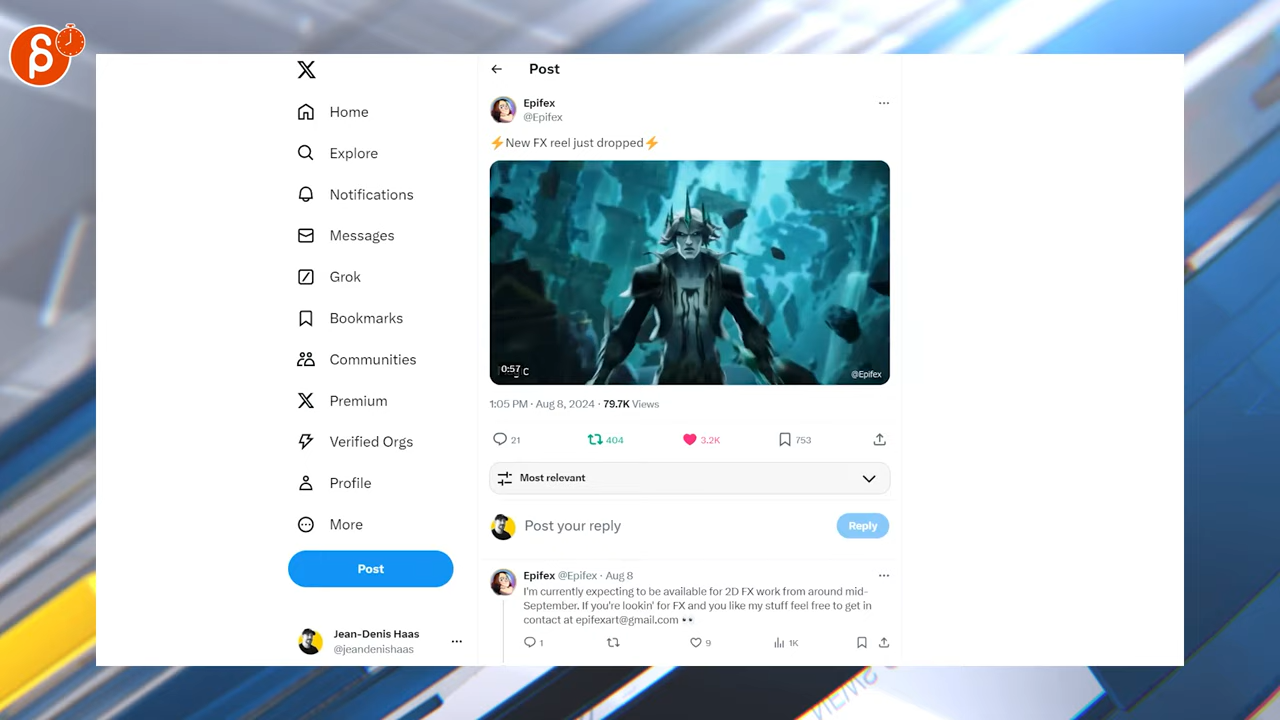 Post
Epifex
@Epifex
⚡New FX reel just dropped⚡
0:57
@Epifex
1:05 PM · Aug 8, 2024 · 79.7K Views
21
404
3.2K
753
Most relevant
Post your reply
Reply
Epifex @Epifex · Aug 8
I'm currently expecting to be available for 2D FX work from around mid-
September. If you're lookin' for FX and you like my stuff feel free to get in
contact at epifexart@gmail.com 👀
1
9
1K
Home
Explore
Notifications
Messages
Grok
Bookmarks
Communities
Premium
Verified Orgs
Profile
More
Post
Jean-Denis Haas
@jeandenishaas